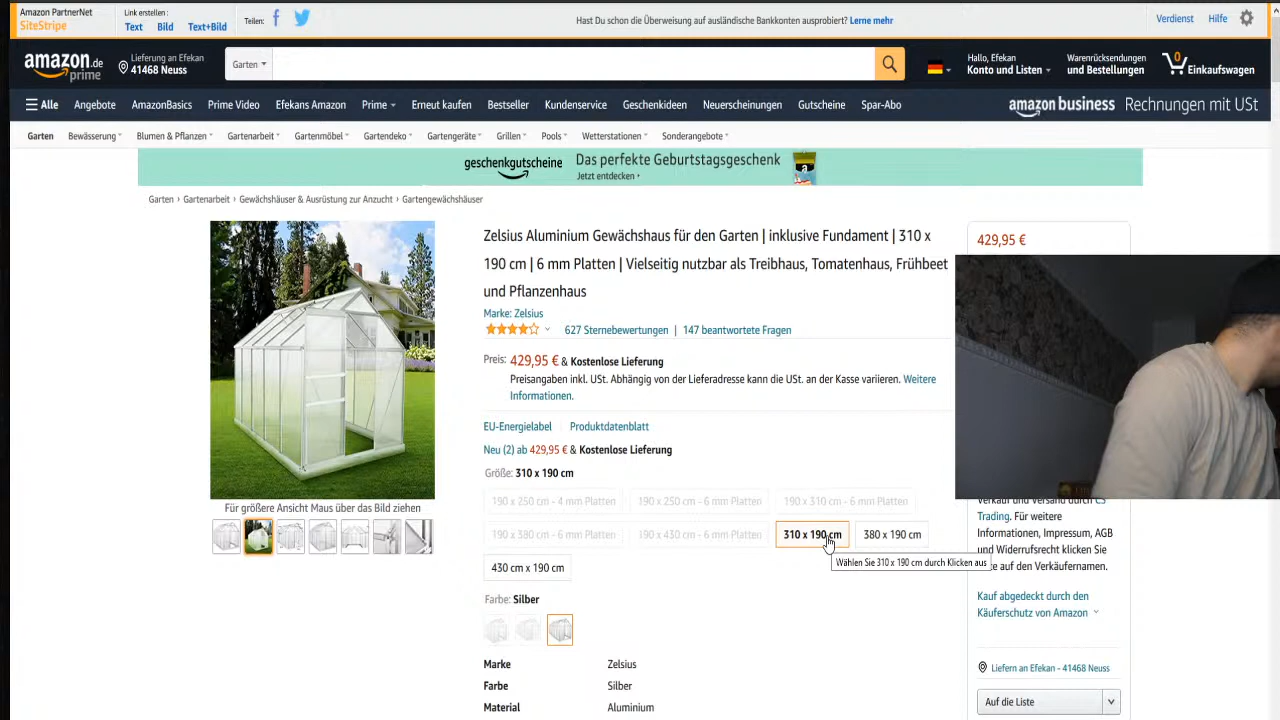 Amazon PartnerNet
SiteStripe
Link erstellen:
Text Bild Text+Bild
Teilen:
Hast Du schon die Überweisung auf ausländische Bankkonten ausprobiert? Lerne mehr
Verdienst Hilfe
amazon.de
prime
Lieferung an Efekan
41468 Neuss
Garten
Hallo, Efekan
Konto und Listen
Warenrücksendungen
und Bestellungen
0
Einkaufswagen
Alle Angebote AmazonBasics Prime Video Efekans Amazon Prime Erneut kaufen Bestseller Kundenservice Geschenkideen Neuerscheinungen Gutscheine Spar-Abo
amazon business Rechnungen mit USt
Garten Bewässerung Blumen & Pflanzen Gartenarbeit Gartenmöbel Gartendeko Gartengeräte Grillen Pools Wetterstationen Sonderangebote
geschenkgutscheine Das perfekte Geburtstagsgeschenk
Jetzt entdecken ›
Garten › Gartenarbeit › Gewächshäuser & Ausrüstung zur Anzucht › Gartengewächshäuser
Für größere Ansicht Maus über das Bild ziehen
Zelsius Aluminium Gewächshaus für den Garten | inklusive Fundament | 310 x
190 cm | 6 mm Platten | Vielseitig nutzbar als Treibhaus, Tomatenhaus, Frühbeet
und Pflanzenhaus
Marke: Zelsius
627 Sternebewertungen | 147 beantwortete Fragen
Preis: 429,95 € & Kostenlose Lieferung
Preisangaben inkl. USt. Abhängig von der Lieferadresse kann die USt. an der Kasse variieren. Weitere
Informationen.
EU-Energielabel Produktdatenblatt
Neu (2) ab 429,95 € & Kostenlose Lieferung
Größe: 310 x 190 cm
190 x 250 cm - 4 mm Platten 190 x 250 cm - 6 mm Platten 190 x 310 cm - 6 mm Platten
190 x 380 cm - 6 mm Platten 190 x 430 cm - 6 mm Platten 310 x 190 cm 380 x 190 cm
Wählen Sie 310 x 190 cm durch Klicken aus
430 cm x 190 cm
Farbe: Silber
Marke Zelsius
Farbe Silber
Material Aluminium
429,95 €
Verkauf und Versand durch CS
Trading. Für weitere
Informationen, Impressum, AGB
und Widerrufsrecht klicken Sie
auf den Verkäufernamen.
Kauf abgedeckt durch den
Käuferschutz von Amazon
Liefern an Efekan - 41468 Neuss
Auf die Liste